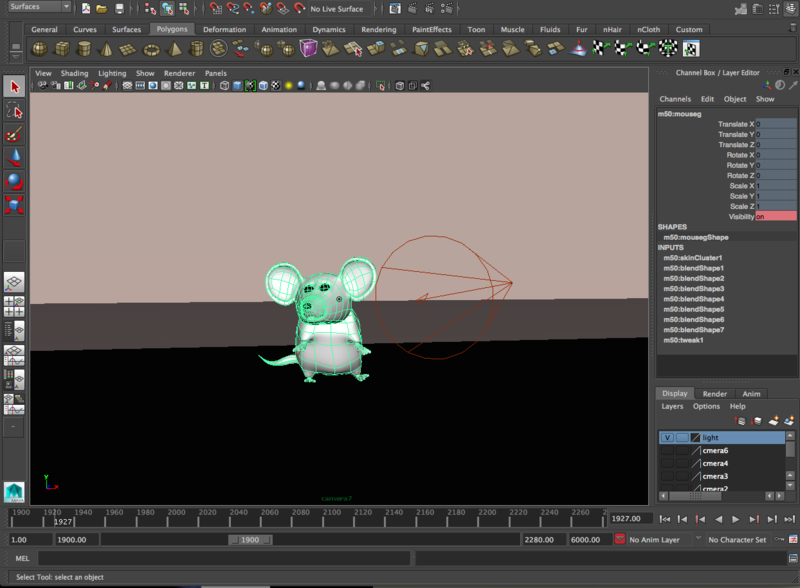 Surfaces
No Live Surface
General Curves Surfaces Polygons Deformation Animation Dynamics Rendering PaintEffects Toon Muscle Fluids Fur nHair nCloth Custom
View Shading Lighting Show Renderer Panels
Channel Box / Layer Editor
Channels Edit Object Show
m50:mouseg
Translate X 0
Translate Y 0
Translate Z 0
Rotate X 0
Rotate Y 0
Rotate Z 0
Scale X 1
Scale Y 1
Scale Z 1
Visibility on
SHAPES
m50:mousegShape
INPUTS
m50:skinCluster1
m50:blendShape1
m50:blendShape2
m50:blendShape3
m50:blendShape4
m50:blendShape5
m50:blendShape6
m50:blendShape7
m50:tweak1
Display Render Anim
Layers Options Help
V light
cmera6
cmera4
cmera3
cmera2
Y
X
camera7
1900 1920 1940 1960 1980 2000 2020 2040 2060 2080 2100 2120 2140 2160 2180 2200 2220 2240 2260
1927
1927.00
1.00 1900.00 1900 2280.00 6000.00 No Anim Layer No Character Set
MEL
Select Tool: select an object